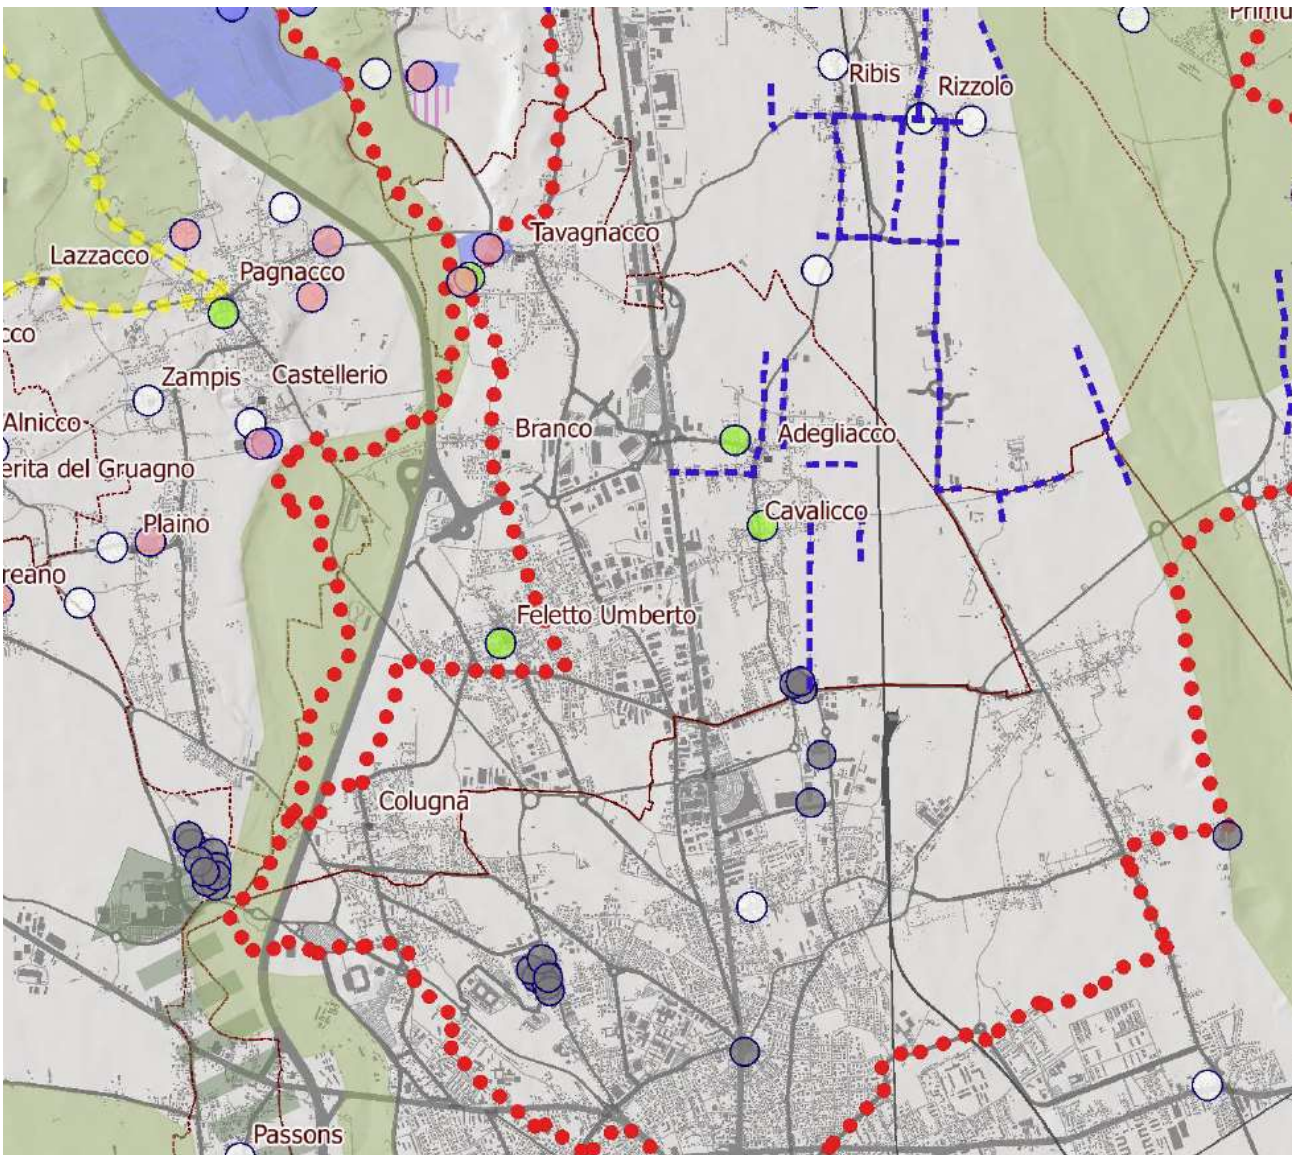 Primu
Ribis
Rizzolo
Tavagnacco
Lazzacco
Pagnacco
cco
Zampis
Castellerio
Alnicco
Branco
Adegliacco
erita del Gruagno
Cavalicco
Plaino
reano
Feletto Umberto
Colugna
Passons